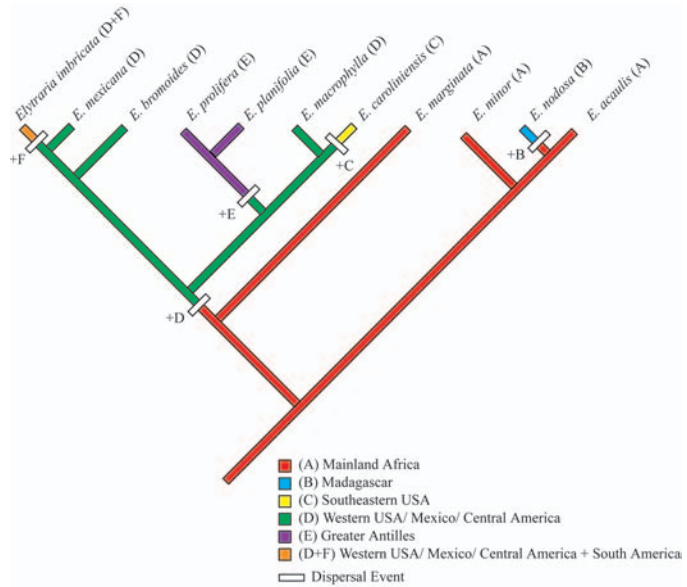 Elytraria imbricata (D+F)
E. mexicana (D)
E. bromoides (D)
E. prolifera (E)
E. planifolia (E)
E. macrophylla (D)
E. caroliniensis (C)
E. marginata (A)
E. minor (A)
E. nodosa (B)
E. acaulis (A)
+F
+C
+B
+E
+D
(A) Mainland Africa
(B) Madagascar
(C) Southeastern USA
(D) Western USA/ Mexico/ Central America
(E) Greater Antilles
(D+F) Western USA/ Mexico/ Central America + South America
Dispersal Event